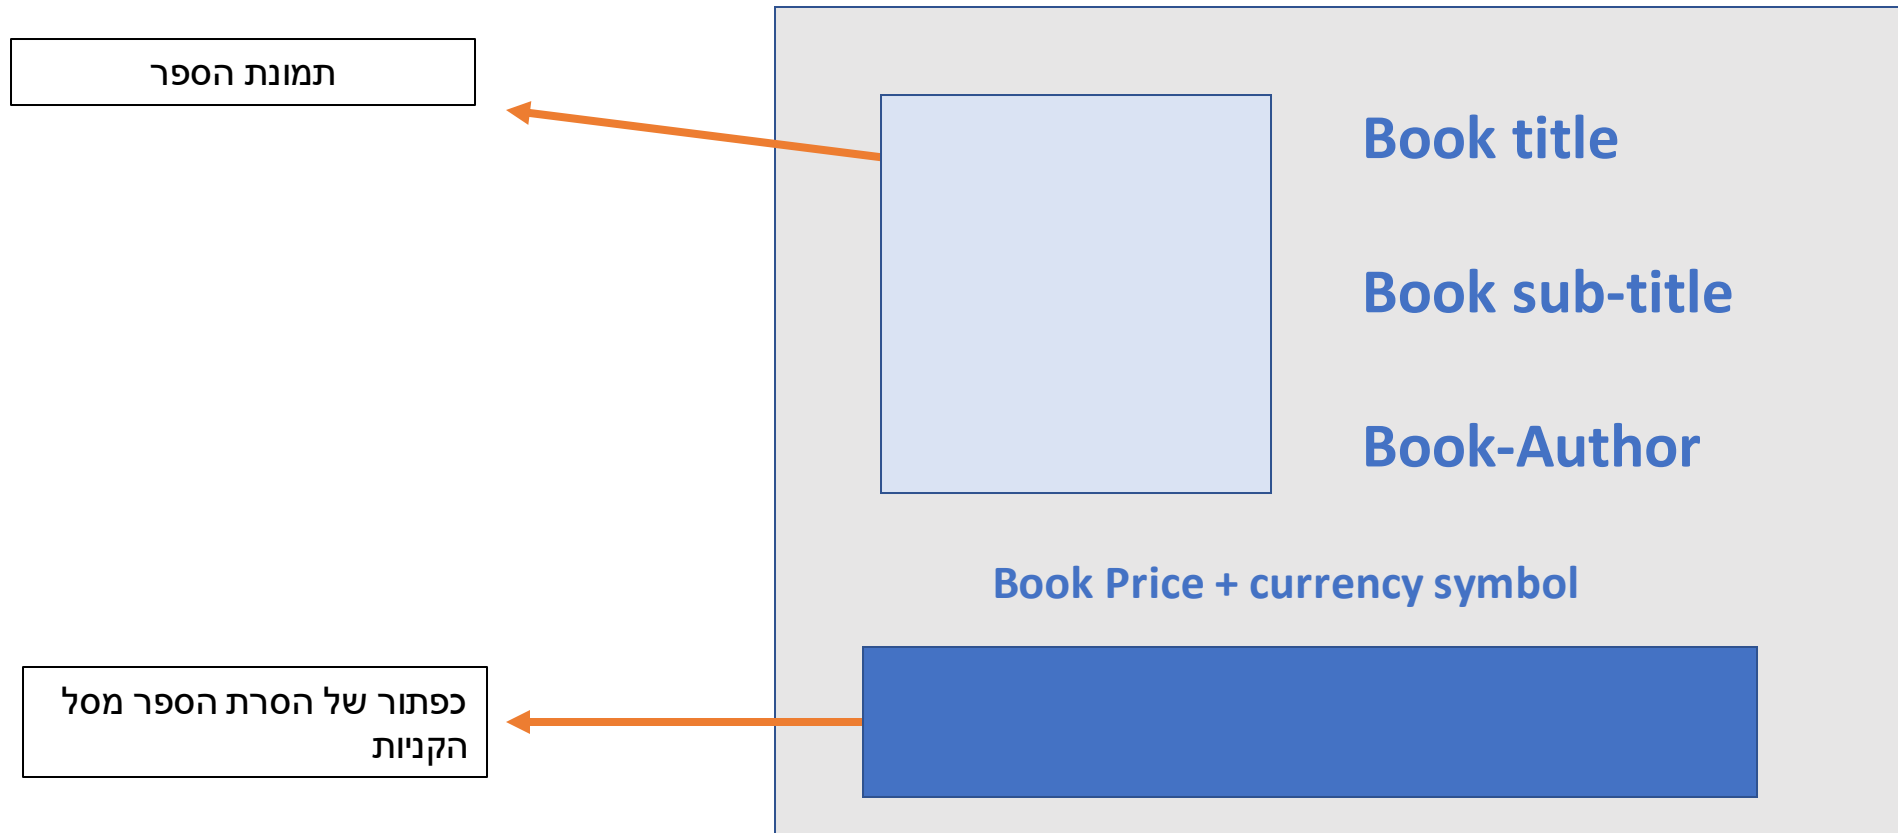 תמונת הספר
Book title
Book sub-title
Book-Author
Book Price + currency symbol
כפתור של הסרת הספר מסל
הקניות